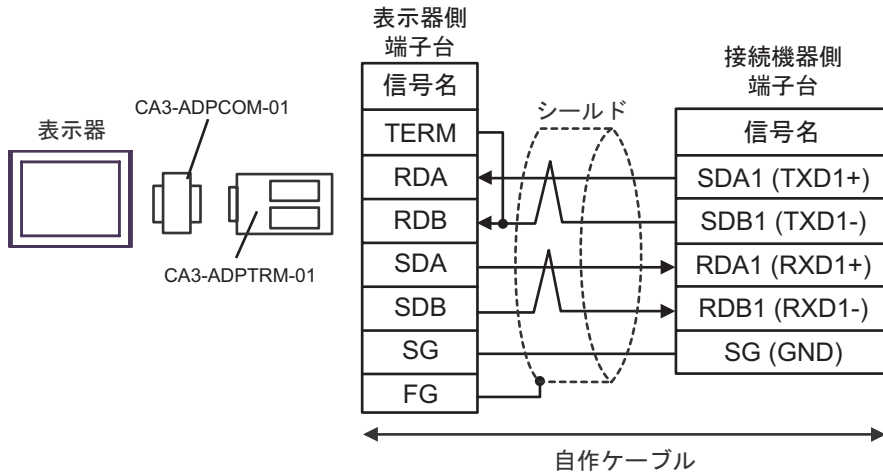 表示器
CA3-ADPCOM-01
CA3-ADPTRM-01
表示器側
端子台
信号名
TERM
RDA
RDB
SDA
SDB
SG
FG
シールド
接続機器側
端子台
信号名
SDA1 (TXD1+)
SDB1 (TXD1-)
RDA1 (RXD1+)
RDB1 (RXD1-)
SG (GND)
自作ケーブル